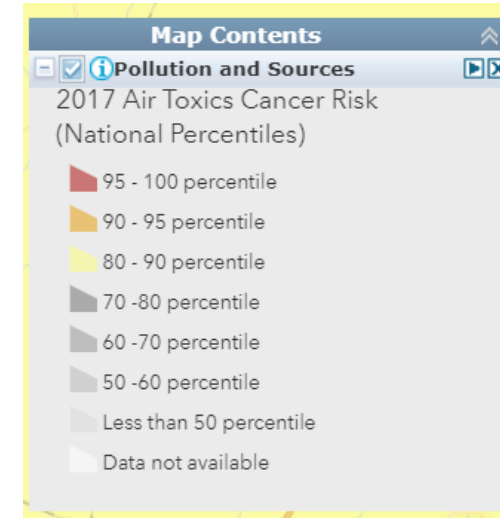 Map Contents
Pollution and Sources
2017 Air Toxics Cancer Risk
(National Percentiles)
95 - 100 percentile
90 - 95 percentile
80 - 90 percentile
70 -80 percentile
60 -70 percentile
50 -60 percentile
Less than 50 percentile
Data not available